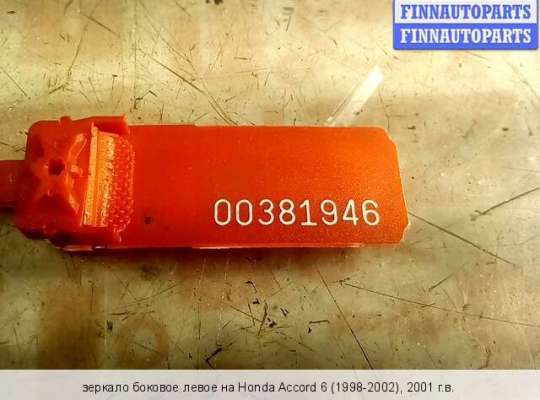 FINNAUTOPARTS
FINNAUTOPARTS
00381946
зеркало боковое левое на Honda Accord 6 (1998-2002), 2001 г.в.